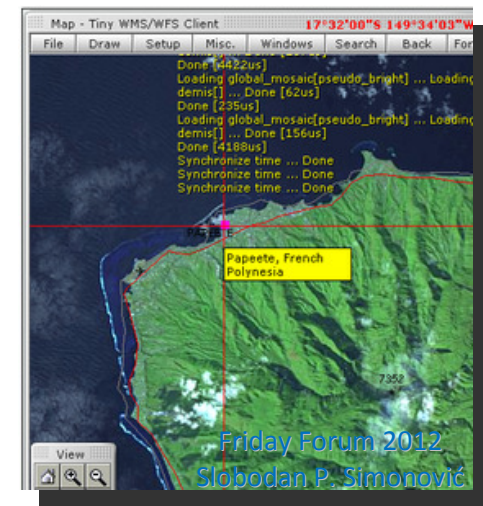 Map - Tiny WMS/WFS Client 17°32'00"S 149°34'03"W
File Draw Setup Misc. Windows Search Back For
Done [4422us]
Loading global_mosaic[pseudo_bright] ... Loading
demis[] ... Done [62us]
Done [235us]
Loading global_mosaic[pseudo_bright] ... Loading
demis[] ... Done [156us]
Done [4188us]
Synchronize time ... Done
Synchronize time ... Done
Synchronize time ... Done
Papeete, French
Polynesia
7352
View
Friday Forum 2012
Slobodan P. Simonović